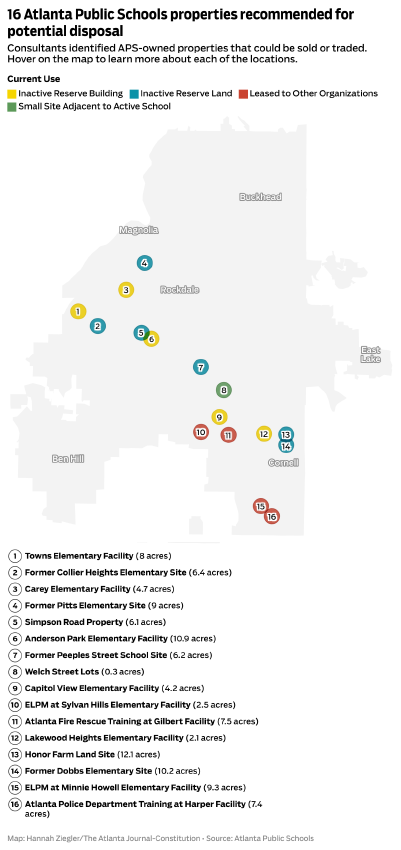 16 Atlanta Public Schools properties recommended for
potential disposal
Consultants identified APS-owned properties that could be sold or traded.
Hover on the map to learn more about each of the locations.
Current Use
Inactive Reserve Building Inactive Reserve Land Leased to Other Organizations
Small Site Adjacent to Active School
Buckhead
Magnolia
4
3 Rockdale
1
2
5
6
East
Lake
7
8
9
10 11 12 13
14
Ben Hill
Cornell
15
16
1 Towns Elementary Facility (8 acres)
2 Former Collier Heights Elementary Site (6.4 acres)
3 Carey Elementary Facility (4.7 acres)
4 Former Pitts Elementary Site (9 acres)
5 Simpson Road Property (6.1 acres)
6 Anderson Park Elementary Facility (10.9 acres)
7 Former Peeples Street School Site (6.2 acres)
8 Welch Street Lots (0.3 acres)
9 Capitol View Elementary Facility (4.2 acres)
10 ELPM at Sylvan Hills Elementary Facility (2.5 acres)
11 Atlanta Fire Rescue Training at Gilbert Facility (7.5 acres)
12 Lakewood Heights Elementary Facility (2.1 acres)
13 Honor Farm Land Site (12.1 acres)
14 Former Dobbs Elementary Site (10.2 acres)
15 ELPM at Minnie Howell Elementary Facility (9.3 acres)
16 Atlanta Police Department Training at Harper Facility (7.4
acres)
Map: Hannah Ziegler/The Atlanta Journal-Constitution • Source: Atlanta Public Schools